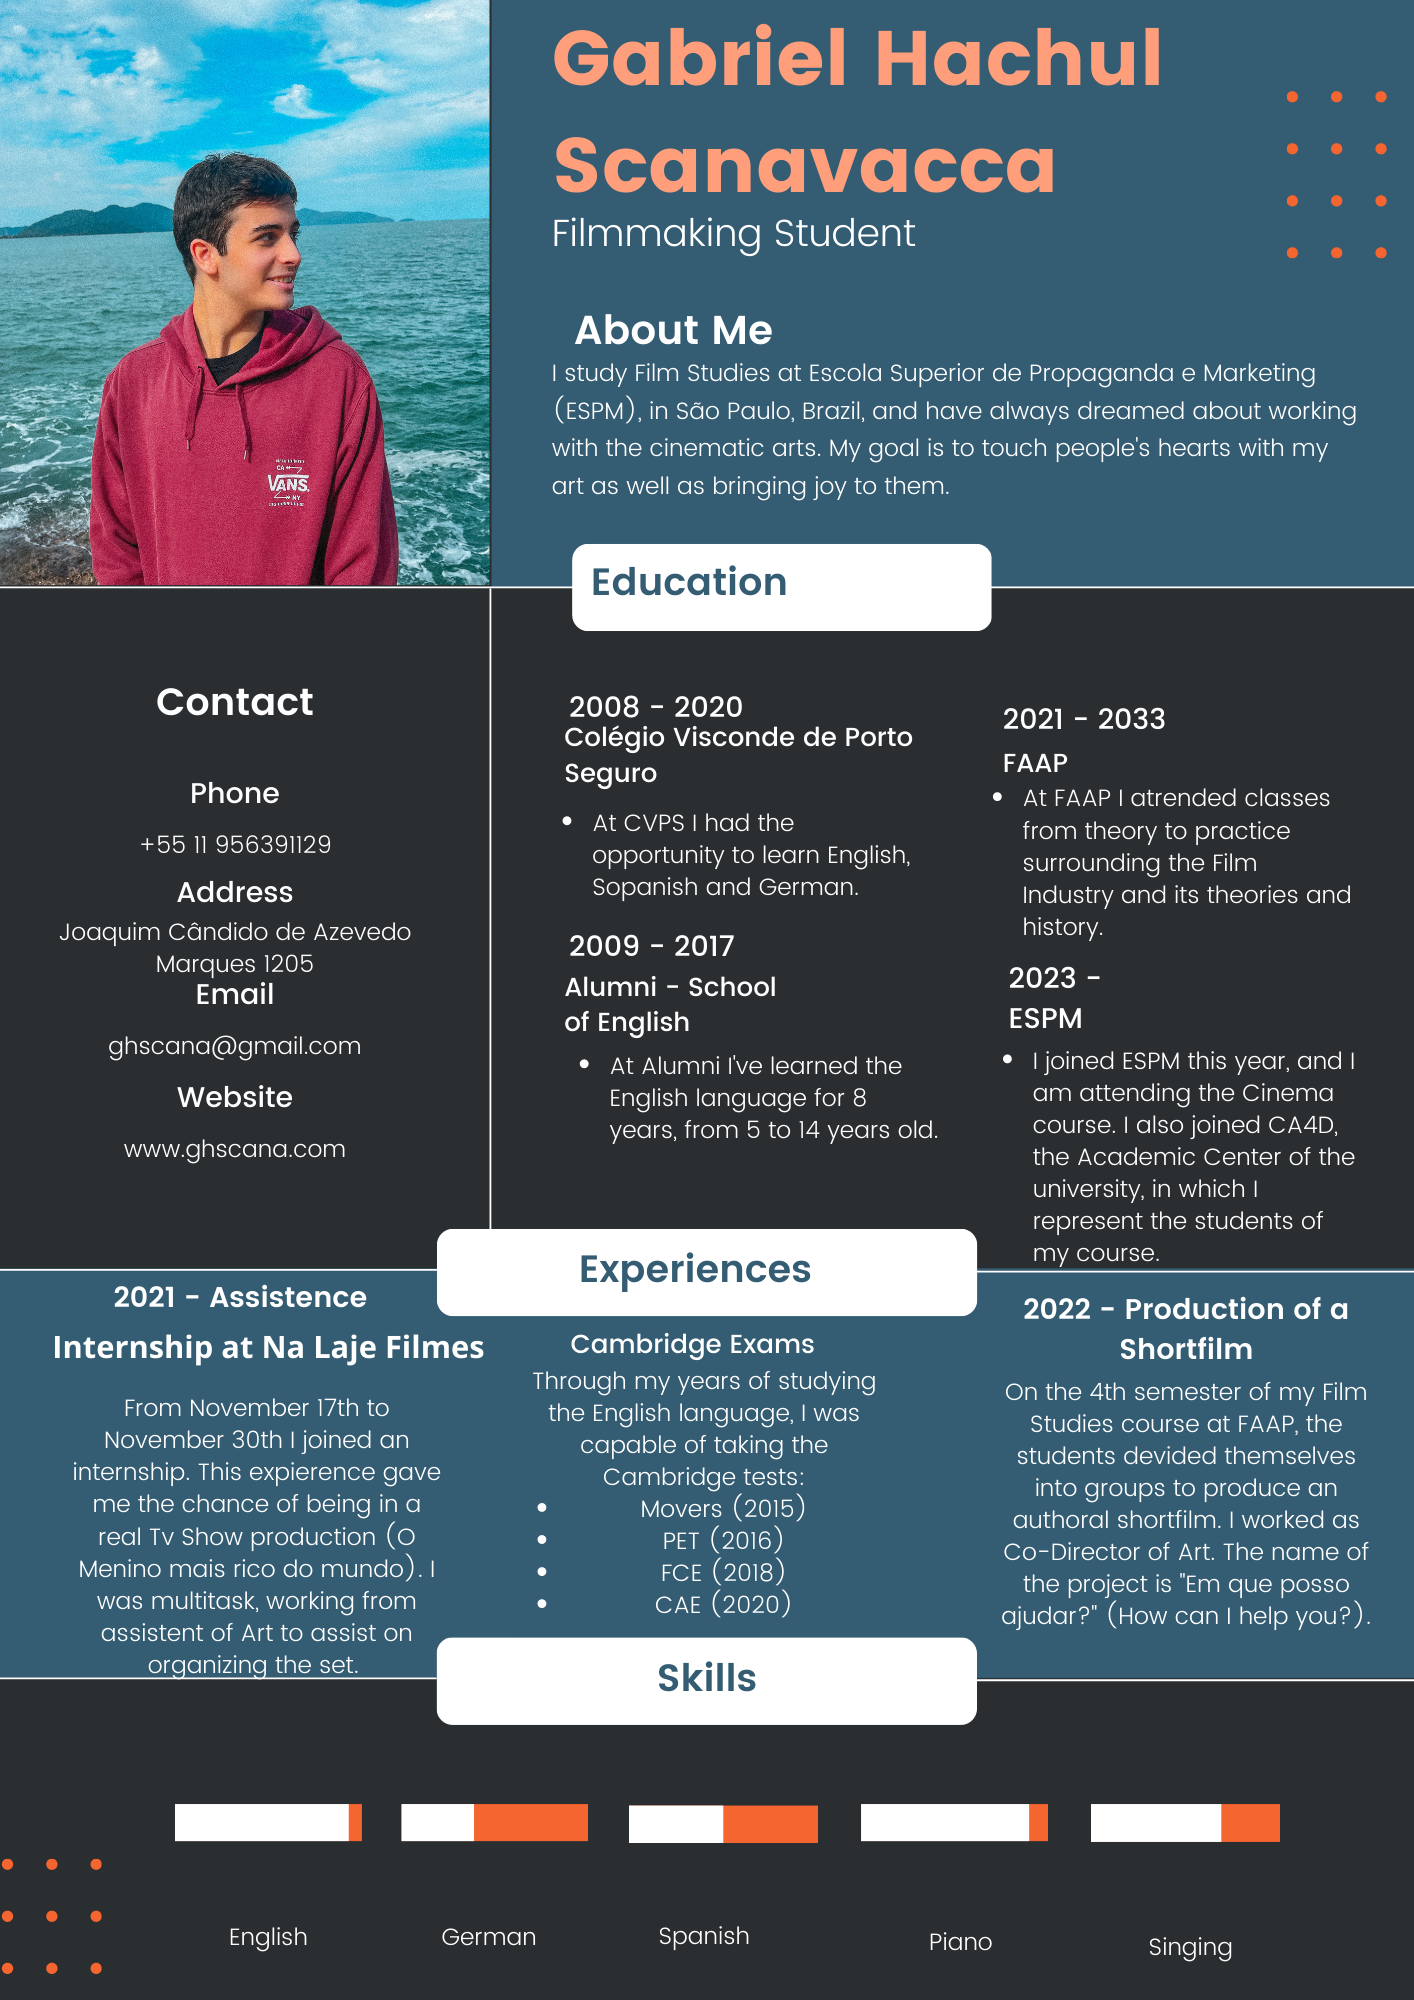 Gabriel Hachul
Scanavacca
Filmmaking Student
About Me
I study Film Studies at Escola Superior de Propaganda e Marketing
(ESPM), in São Paulo, Brazil, and have always dreamed about working
with the cinematic arts. My goal is to touch people's hearts with my
art as well as bringing joy to them.
VANS
Education
Contact
Phone
+55 11 956391129
Address
Joaquim Cândido de Azevedo
Marques 1205
Email
ghscana@gmail.com
Website
www.ghscana.com
2008 - 2020
Colégio Visconde de Porto
Seguro
• At CVPS I had the
opportunity to learn English,
Sopanish and German.
2009 - 2017
Alumni - School
of English
• At Alumni I've learned the
English language for 8
years, from 5 to 14 years old.
2021 - 2033
FAAP
• At FAAP I atrended classes
from theory to practice
surrounding the Film
Industry and its theories and
history.
2023 -
ESPM
• I joined ESPM this year, and I
am attending the Cinema
course. I also joined CA4D,
the Academic Center of the
university, in which I
represent the students of
my course.
Experiences
2021 - Assistence
Internship at Na Laje Filmes
From November 17th to
November 30th I joined an
internship. This expierence gave
me the chance of being in a
real Tv Show production (O
Menino mais rico do mundo). I
was multitask, working from
assistent of Art to assist on
organizing the set.
Cambridge Exams
Through my years of studying
the English language, I was
capable of taking the
Cambridge tests:
• Movers (2015)
• PET (2016)
• FCE (2018)
• CAE (2020)
2022 - Production of a
Shortfilm
On the 4th semester of my Film
Studies course at FAAP, the
students devided themselves
into groups to produce an
authoral shortfilm. I worked as
Co-Director of Art. The name of
the project is "Em que posso
ajudar?" (How can I help you?).
Skills
English
German
Spanish
Piano
Singing